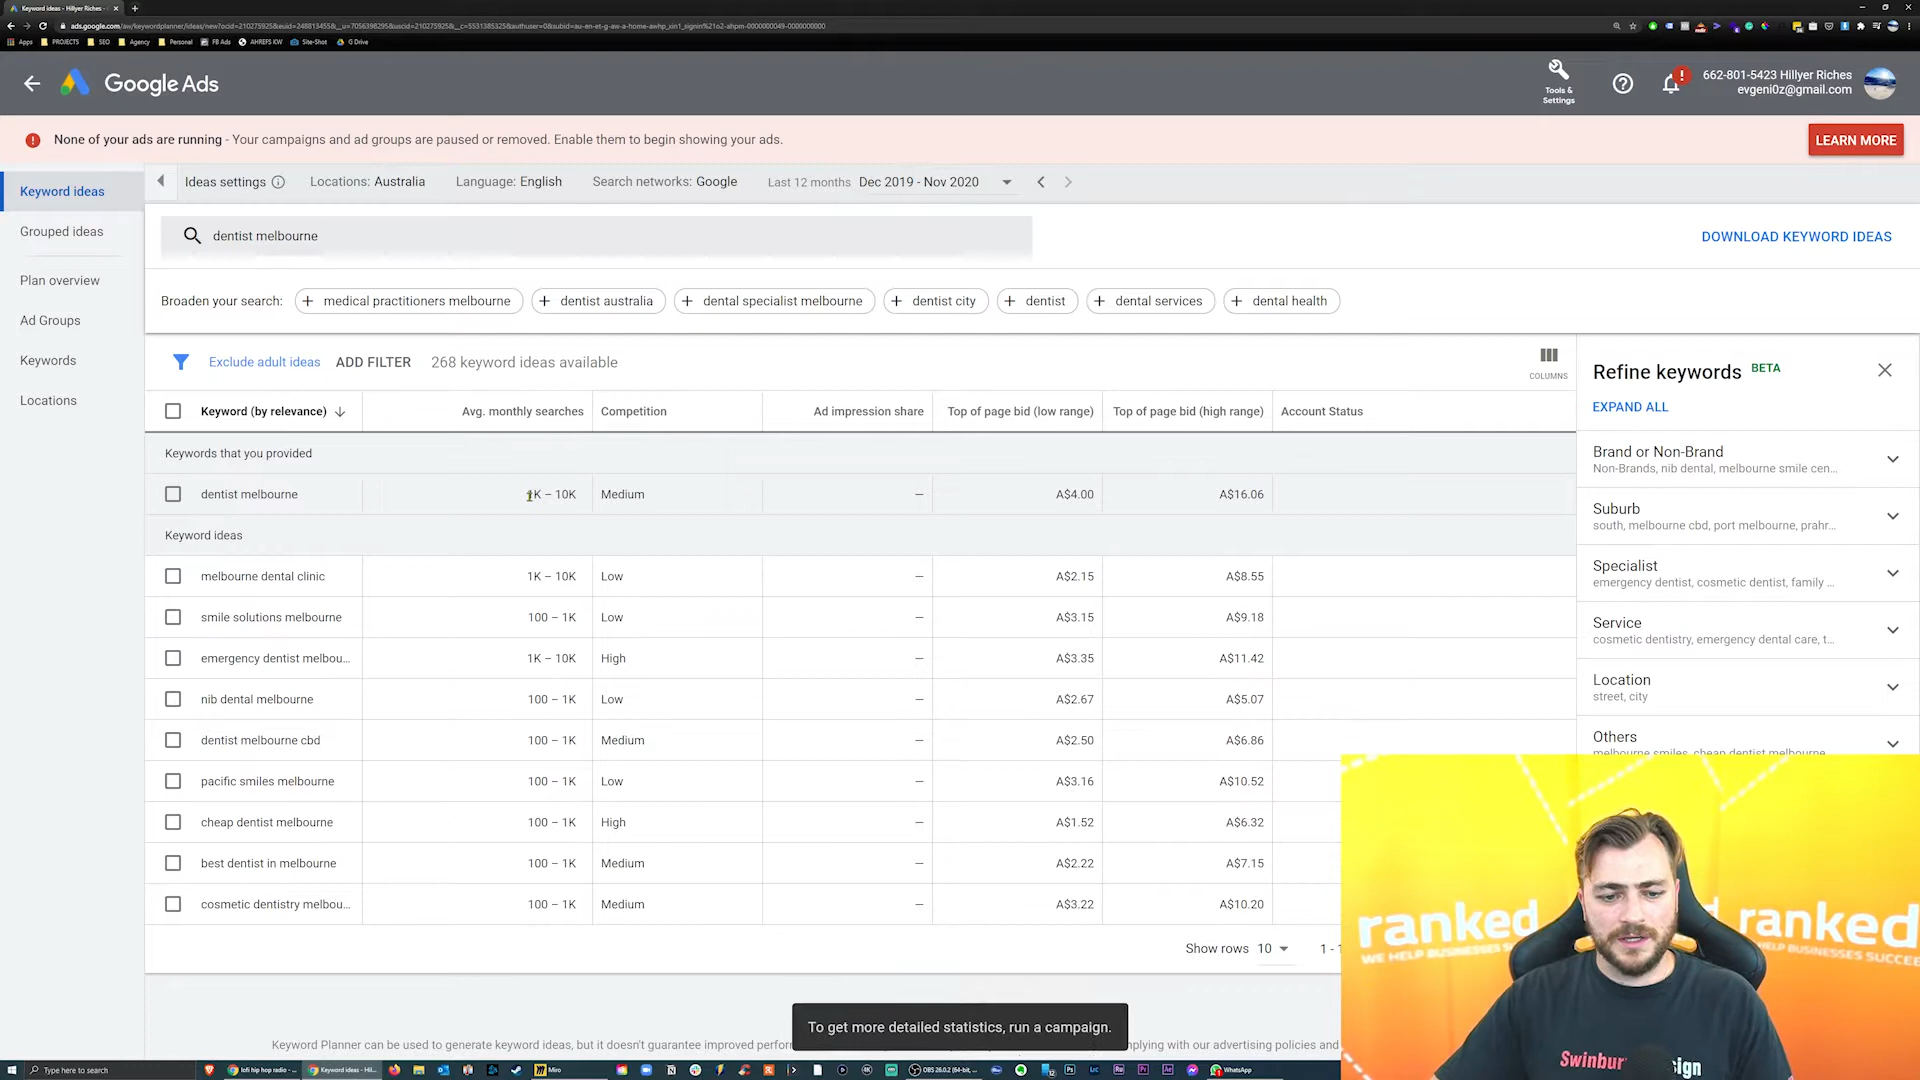 Keyword ideas - Hillyer Riches -
ads.google.com/aw/keywordplanner/ideas/new?ocid=210275925&euid=248813455&__u=7056398295&uscid=210275925&__c=5531385325&authuser=0&subid=au-en-et-g-aw-a-home-awhp_xin1_signin%21o2-ahpm-0000000049-0000000000
Apps PROJECTS SEO Agency Personal FB Ads AHREFS KW Site-Shot G Drive
Google Ads
Tools & Settings
662-801-5423 Hillyer Riches
evgeni0z@gmail.com
None of your ads are running - Your campaigns and ad groups are paused or removed. Enable them to begin showing your ads.
LEARN MORE
Keyword ideas
Grouped ideas
Plan overview
Ad Groups
Keywords
Locations
Ideas settings Locations: Australia Language: English Search networks: Google Last 12 months Dec 2019 - Nov 2020
dentist melbourne
DOWNLOAD KEYWORD IDEAS
Broaden your search: + medical practitioners melbourne + dentist australia + dental specialist melbourne + dentist city + dentist + dental services + dental health
Exclude adult ideas ADD FILTER 268 keyword ideas available
COLUMNS
Keyword (by relevance) Avg. monthly searches Competition Ad impression share Top of page bid (low range) Top of page bid (high range) Account Status
Keywords that you provided
dentist melbourne 1K – 10K Medium – A$4.00 A$16.06
Keyword ideas
melbourne dental clinic 1K – 10K Low – A$2.15 A$8.55
smile solutions melbourne 100 – 1K Low – A$3.15 A$9.18
emergency dentist melbou... 1K – 10K High – A$3.35 A$11.42
nib dental melbourne 100 – 1K Low – A$2.67 A$5.07
dentist melbourne cbd 100 – 1K Medium – A$2.50 A$6.86
pacific smiles melbourne 100 – 1K Low – A$3.16 A$10.52
cheap dentist melbourne 100 – 1K High – A$1.52 A$6.32
best dentist in melbourne 100 – 1K Medium – A$2.22 A$7.15
cosmetic dentistry melbou... 100 – 1K Medium – A$3.22 A$10.20
Show rows 10 1 - 1
Refine keywords BETA
EXPAND ALL
Brand or Non-Brand
Non-Brands, nib dental, melbourne smile cen...
Suburb
south, melbourne cbd, port melbourne, prahr...
Specialist
emergency dentist, cosmetic dentist, family ...
Service
cosmetic dentistry, emergency dental care, t...
Location
street, city
Others
melbourne smiles, cheap dentist melbourne
To get more detailed statistics, run a campaign.
Keyword Planner can be used to generate keyword ideas, but it doesn't guarantee improved perfor
mplying with our advertising policies and
ranked
WE HELP BUSINESSES
ranked
HELP BUSINESSES SUCCEE
Swinbur
sign
Type here to search
lofi hip hop radio - ...
Keyword ideas - Hil...
Miro
OBS 26.0.2 (64-bit, ...
WhatsApp